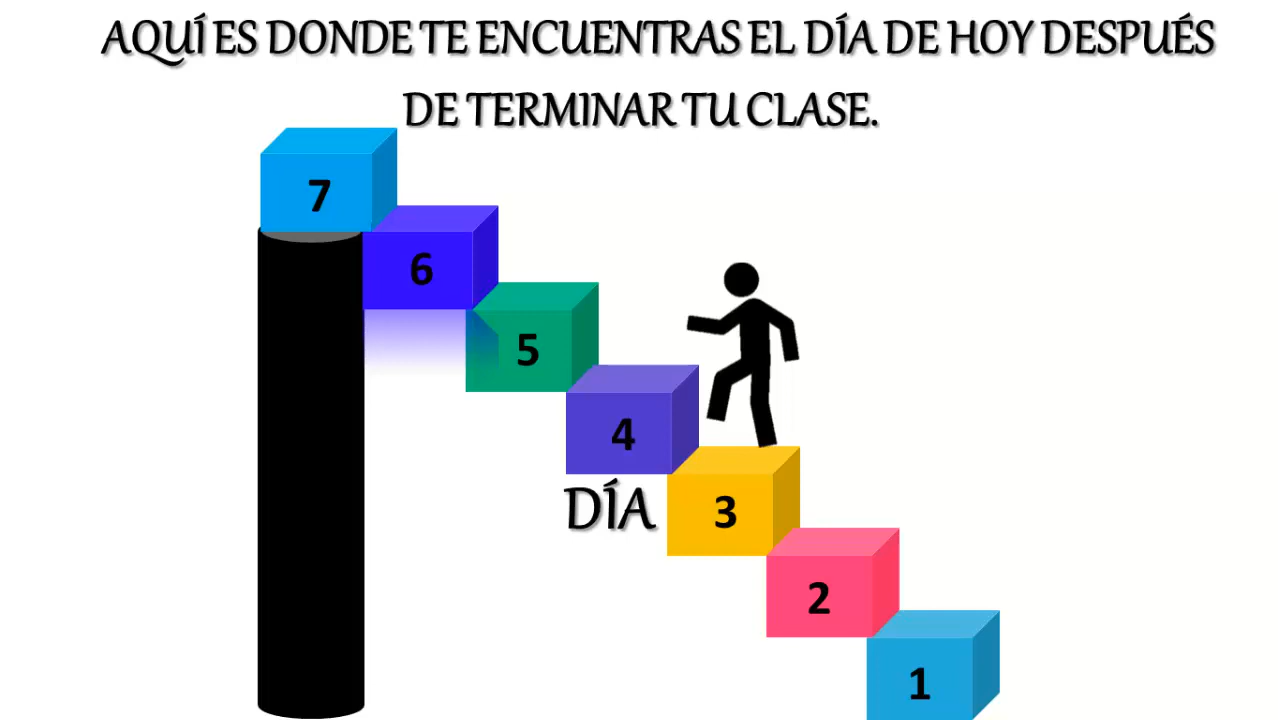 AQUÍ ES DONDE TE ENCUENTRAS EL DÍA DE HOY DESPUÉS
DE TERMINAR TU CLASE.
7
6
5
4
DÍA 3
2
1